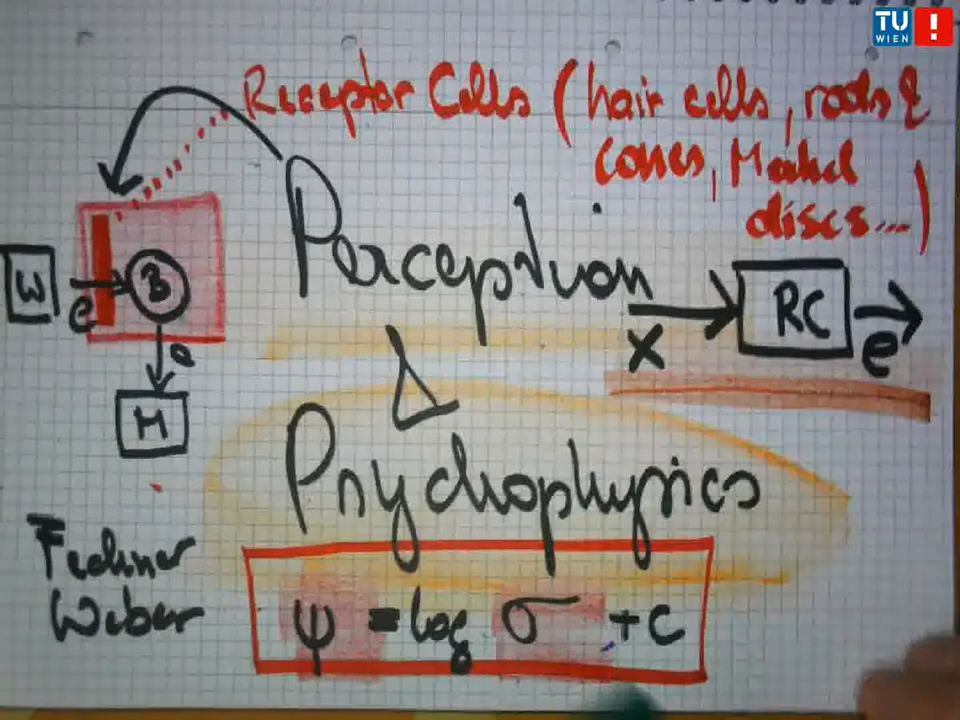 TU
WIEN
!
Receptor Cells (hair cells, rods &
cones, Merkel
discs...)
Perception
W
e
B
e
M
x
RC
e
&
Psychophysics
Fechner
Weber
ψ = log σ + c